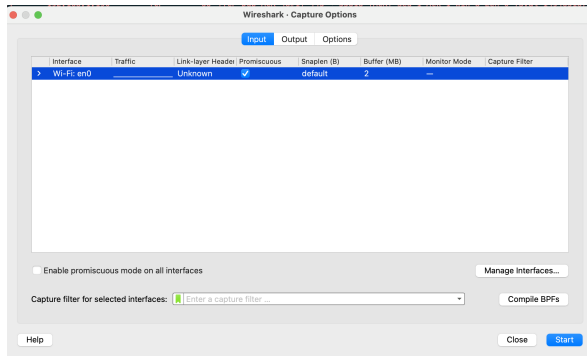 Wireshark · Capture Options
Input Output Options
Interface Traffic Link-layer Header Promiscuous Snaplen (B) Buffer (MB) Monitor Mode Capture Filter
Wi-Fi: en0 Unknown default 2 —
Enable promiscuous mode on all interfaces Manage Interfaces...
Capture filter for selected interfaces: Enter a capture filter ... Compile BPFs
Help Close Start